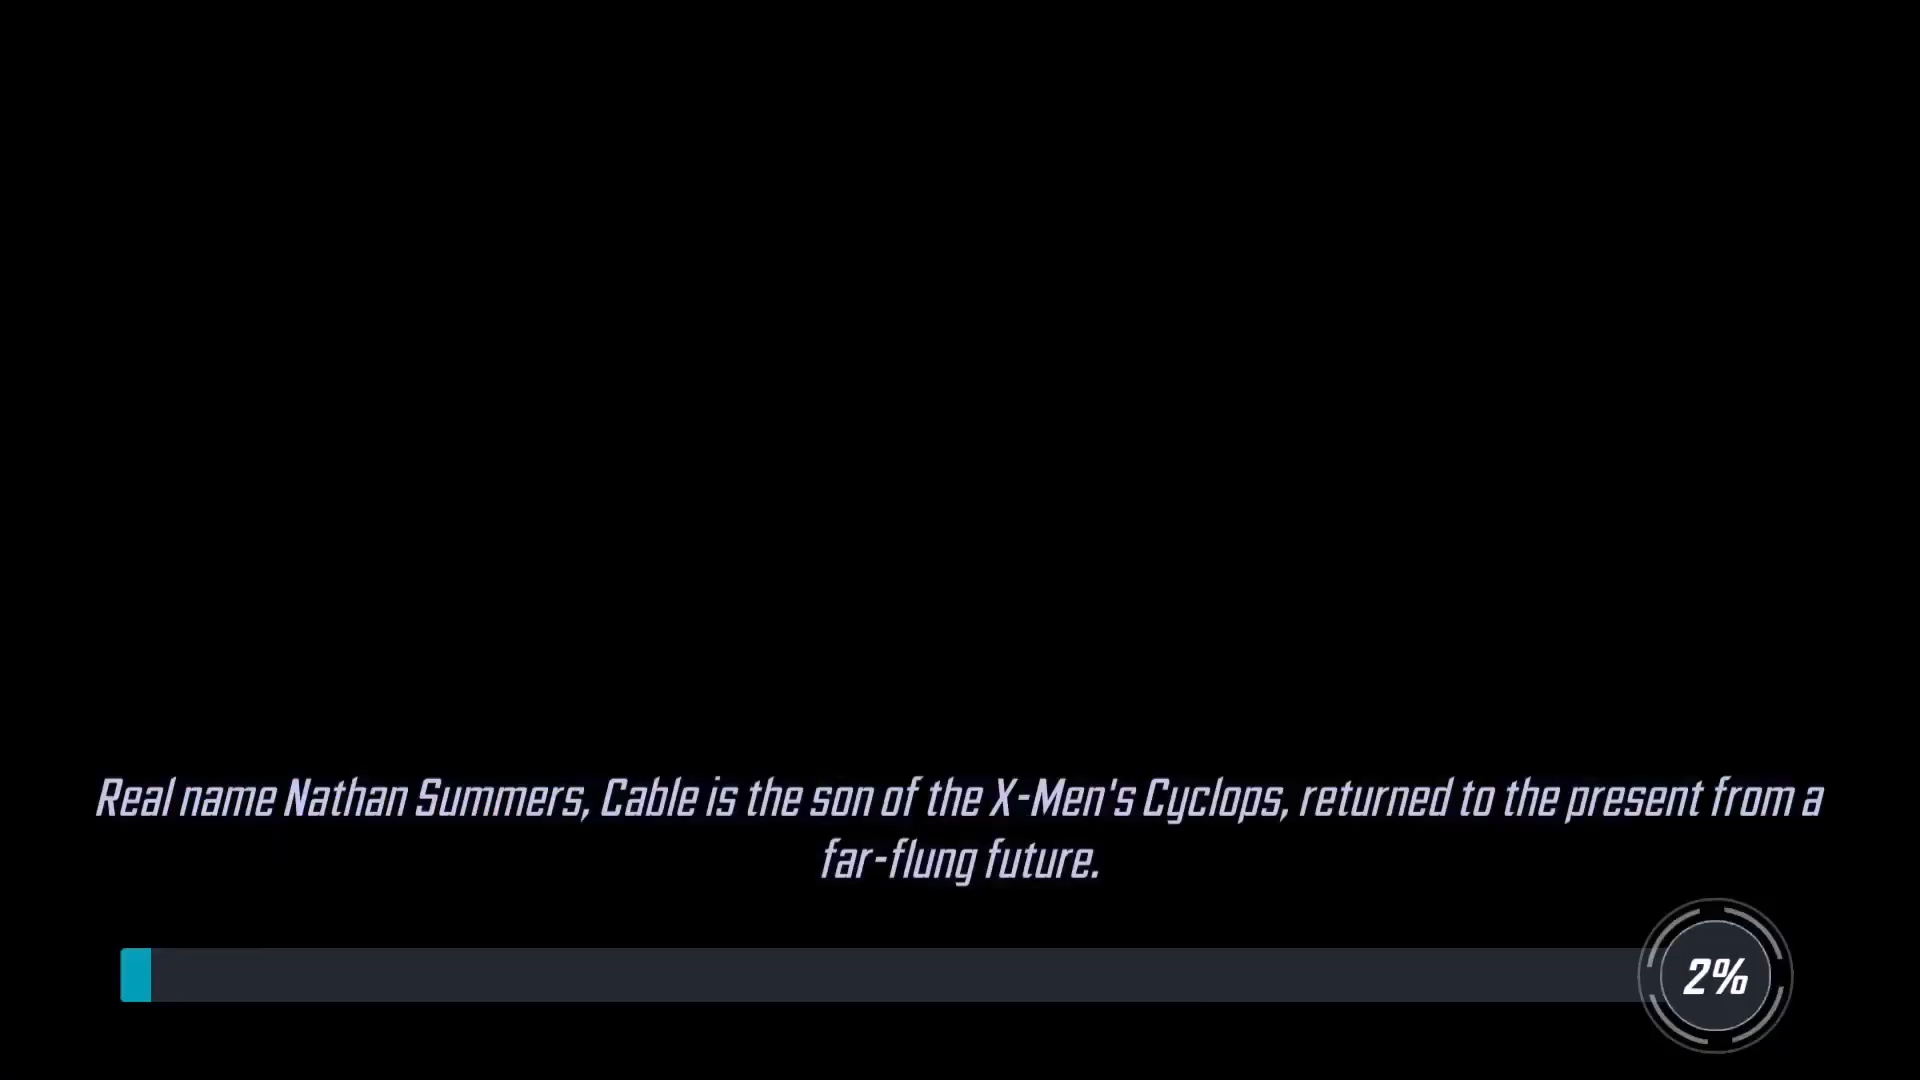 Real name Nathan Summers, Cable is the son of the X-Men's Cyclops, returned to the present from a
far-flung future.
2%